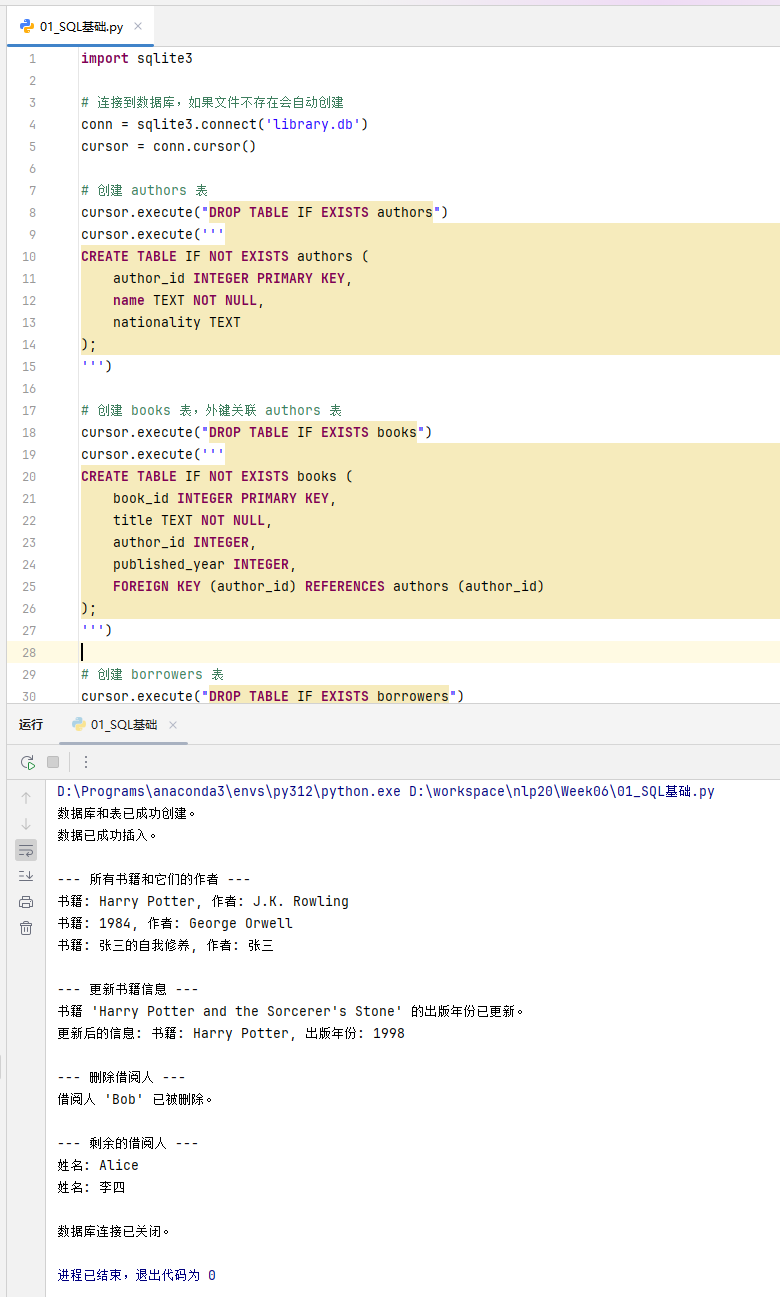 01_SQL基础.py
1 import sqlite3
2
3 # 连接到数据库，如果文件不存在会自动创建
4 conn = sqlite3.connect('library.db')
5 cursor = conn.cursor()
6
7 # 创建 authors 表
8 cursor.execute("DROP TABLE IF EXISTS authors")
9 cursor.execute('''
10 CREATE TABLE IF NOT EXISTS authors (
11     author_id INTEGER PRIMARY KEY,
12     name TEXT NOT NULL,
13     nationality TEXT
14 );
15 ''')
16
17 # 创建 books 表，外键关联 authors 表
18 cursor.execute("DROP TABLE IF EXISTS books")
19 cursor.execute('''
20 CREATE TABLE IF NOT EXISTS books (
21     book_id INTEGER PRIMARY KEY,
22     title TEXT NOT NULL,
23     author_id INTEGER,
24     published_year INTEGER,
25     FOREIGN KEY (author_id) REFERENCES authors (author_id)
26 );
27 ''')
28
29 # 创建 borrowers 表
30 cursor.execute("DROP TABLE IF EXISTS borrowers")
运行 01_SQL基础
D:\Programs\anaconda3\envs\py312\python.exe D:\workspace\nlp20\Week06\01_SQL基础.py
数据库和表已成功创建。
数据已成功插入。
--- 所有书籍和它们的作者 ---
书籍: Harry Potter, 作者: J.K. Rowling
书籍: 1984, 作者: George Orwell
书籍: 张三的自我修养, 作者: 张三
--- 更新书籍信息 ---
书籍 'Harry Potter and the Sorcerer's Stone' 的出版年份已更新。
更新后的信息: 书籍: Harry Potter, 出版年份: 1998
--- 删除借阅人 ---
借阅人 'Bob' 已被删除。
--- 剩余的借阅人 ---
姓名: Alice
姓名: 李四
数据库连接已关闭。
进程已结束，退出代码为 0